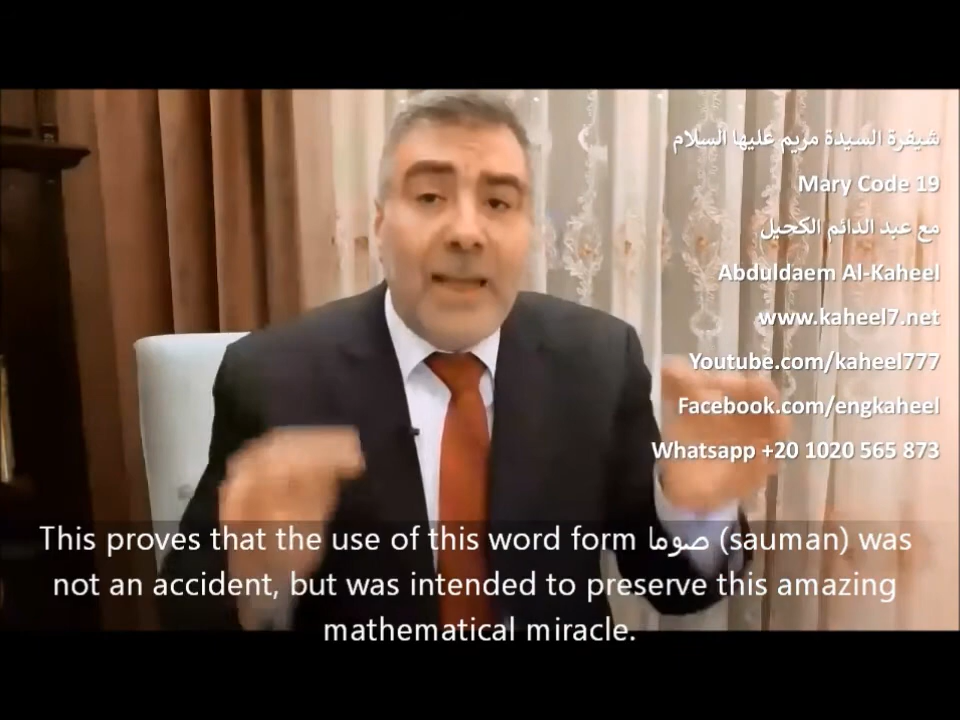 شيفرة السيدة مريم عليها السلام
Mary Code 19
مع عبد الدائم الكحيل
Abduldaem Al-Kaheel
www.kaheel7.net
Youtube.com/kaheel777
Facebook.com/engkaheel
Whatsapp +20 1020 565 873
This proves that the use of this word form صوما (sauman) was
not an accident, but was intended to preserve this amazing
mathematical miracle.